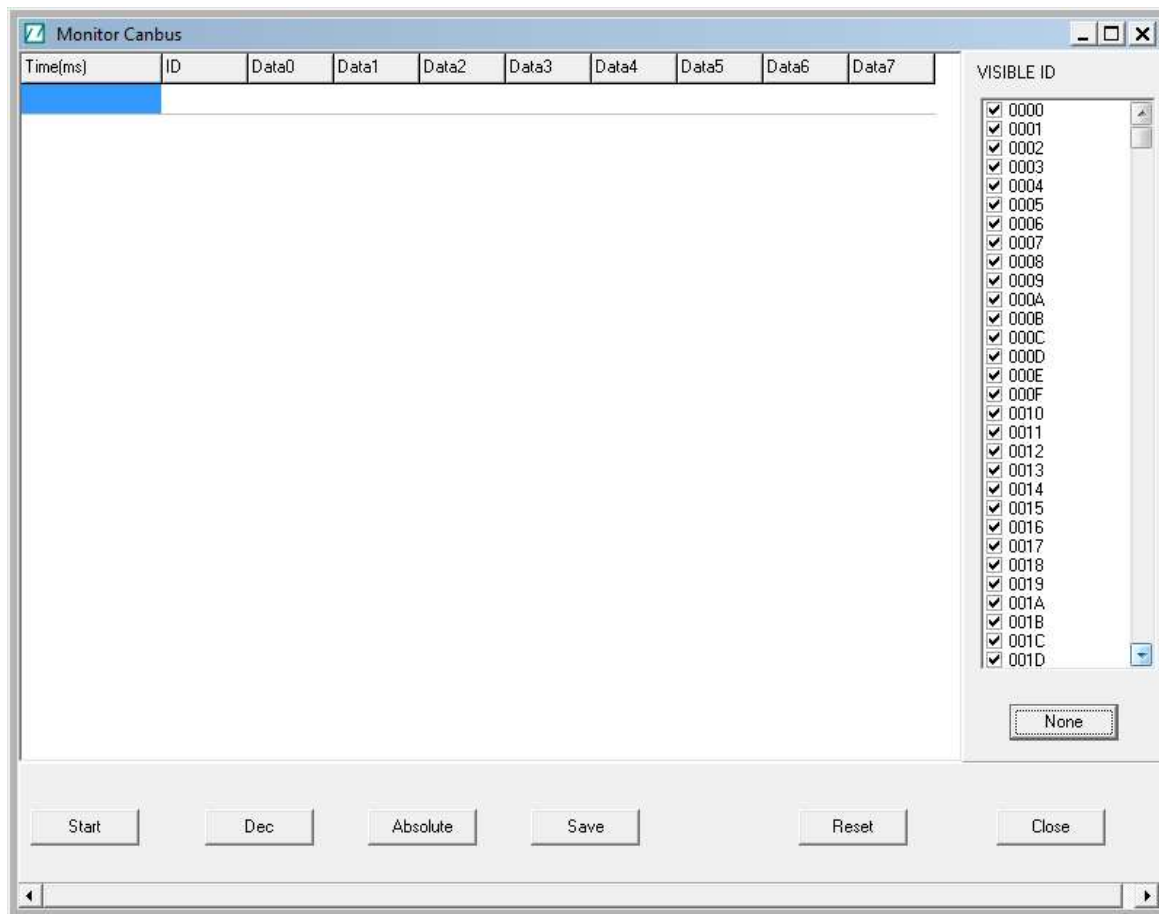 Monitor Canbus
Time(ms) ID Data0 Data1 Data2 Data3 Data4 Data5 Data6 Data7
VISIBLE ID
0000
0001
0002
0003
0004
0005
0006
0007
0008
0009
000A
000B
000C
000D
000E
000F
0010
0011
0012
0013
0014
0015
0016
0017
0018
0019
001A
001B
001C
001D
None
Start Dec Absolute Save Reset Close